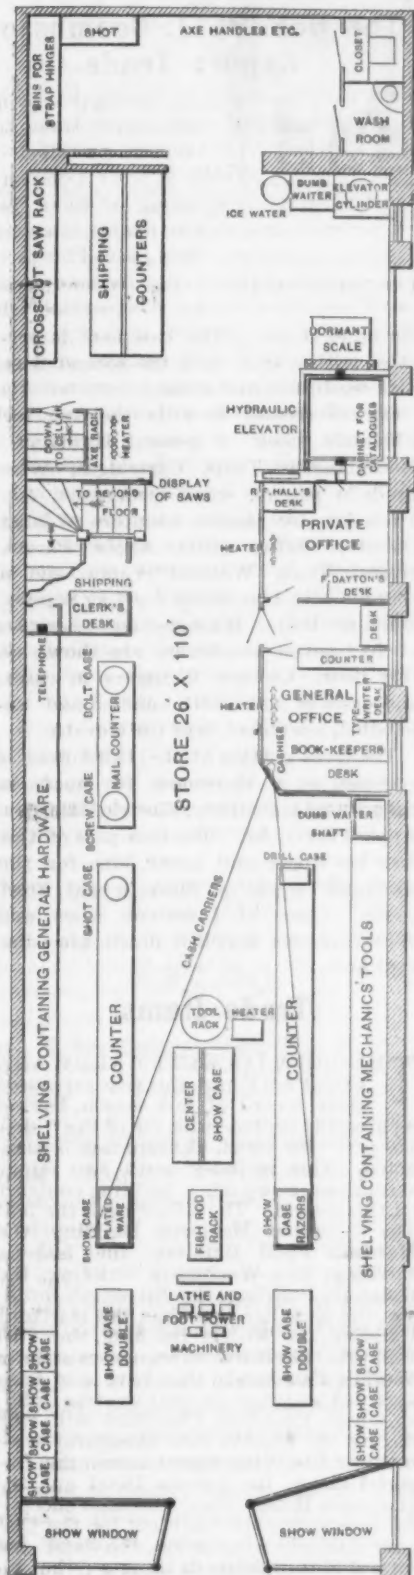 SHOT
AXE HANDLES ETC.
CLOSET
BINS FOR
STRAP HINGES
WASH
ROOM
ICE WATER
DUMB
WAITER
ELEVATOR
CYLINDER
CROSS-CUT SAW RACK
SHIPPING
COUNTERS
DORMANT
SCALE
HYDRAULIC
ELEVATOR
CABINET FOR
CATALOGUES
DOWN
TO CELLAR
AXE RACK
HEATER
DISPLAY
OF SAWS
TO SECOND
FLOOR
F. HALL'S
DESK
PRIVATE
OFFICE
HEATER
F. DAYTON'S
DESK
SHIPPING
CLERK'S
DESK
TELEPHONE
DESK
COUNTER
GENERAL
OFFICE
HEATER
TYPE-
WRITER
DESK
CASHIER
BOOK-KEEPERS
DESK
BOLT CASE
NAIL COUNTER
SCREW CASE
STORE 26 X 110
DUMB WAITER
SHAFT
SHOT CASE
DRILL CASE
SHELVING CONTAINING GENERAL HARDWARE
CASH CARRIERS
COUNTER
TOOL
RACK
HEATER
COUNTER
CENTER
SHOW CASE
SHELVING CONTAINING MECHANICS' TOOLS
SHOW CASE
PLATED
WARE
FISH ROD
RACK
SHOW
CASE
RAZORS
LATHE AND
FOOT POWER
MACHINERY
SHOW CASE
DOUBLE
SHOW CASE
DOUBLE
SHOW
CASE
SHOW
CASE
SHOW
CASE
SHOW
CASE
SHOW
CASE
SHOW
CASE
SHOW
CASE
SHOW WINDOW
SHOW WINDOW